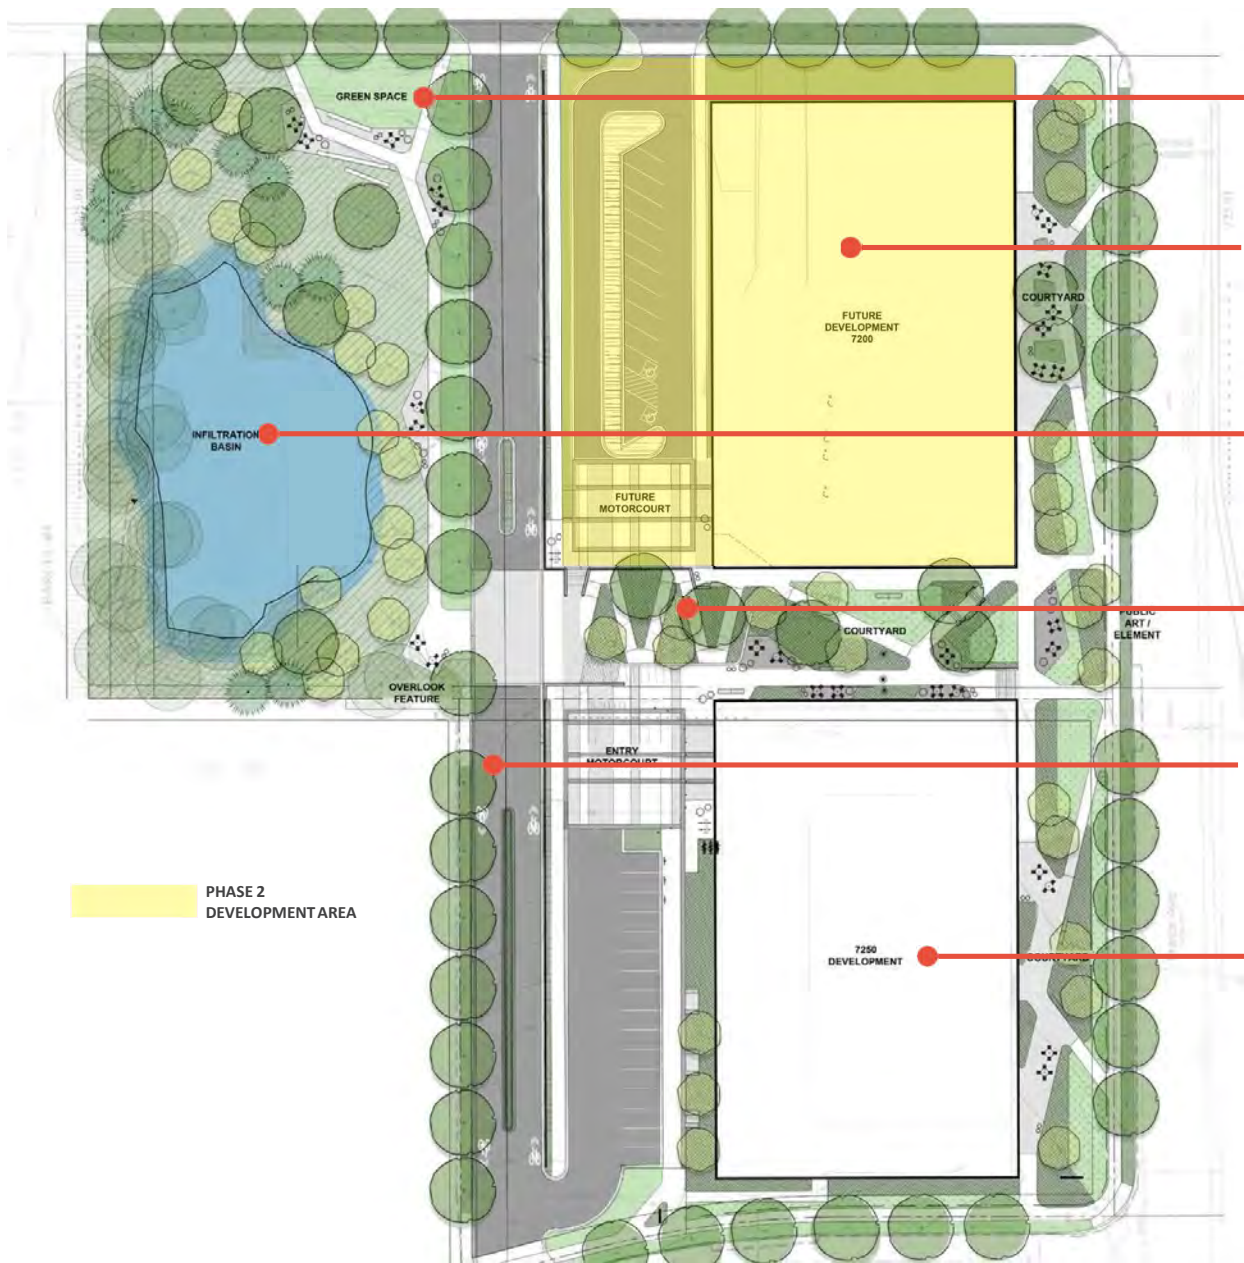 GREEN SPACE
COURTYARD
FUTURE
DEVELOPMENT
7200
INFILTRATION
BASIN
FUTURE
MOTORCOURT
COURTYARD
PUBLIC
ART /
ELEMENT
OVERLOOK
FEATURE
ENTRY
MOTORCOURT
PHASE 2
DEVELOPMENT AREA
7250
DEVELOPMENT
COURTYARD